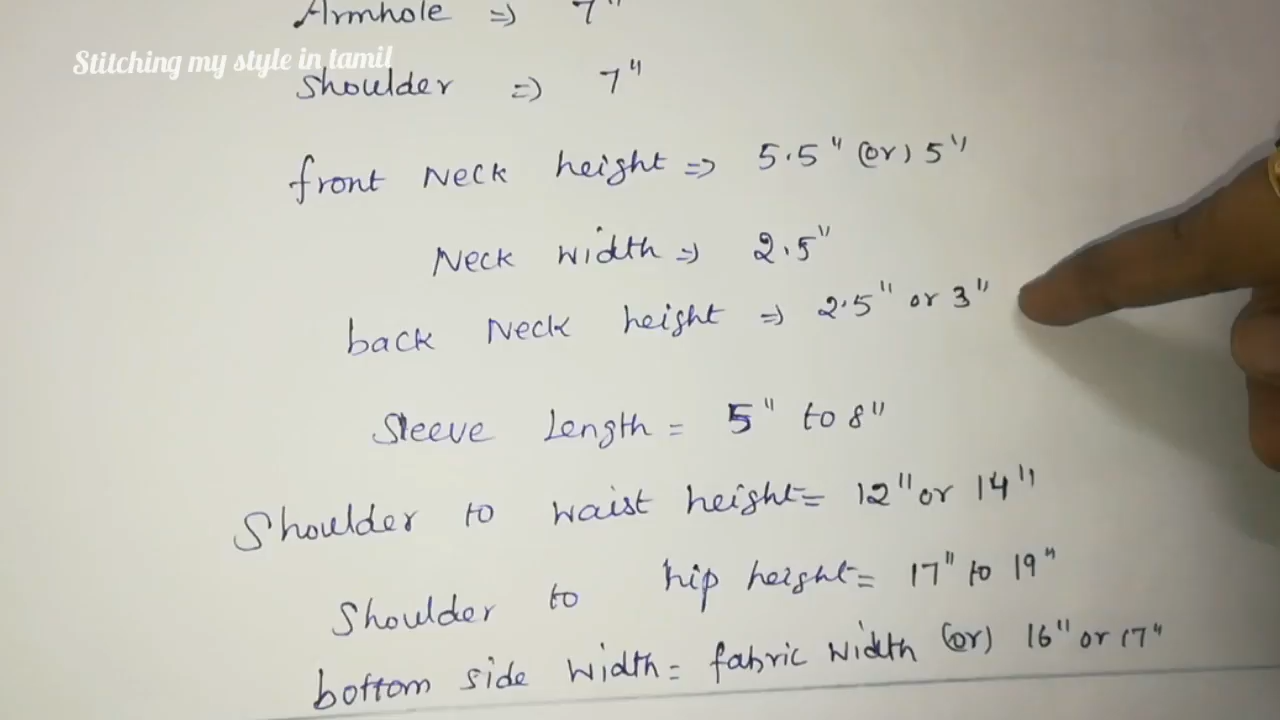 Armhole => 7"
Stitching my style in tamil
Shoulder => 7"
front Neck height => 5.5" (or) 5"
Neck width => 2.5"
back Neck height => 2.5" or 3"
Sleeve Length = 5" to 8"
Shoulder to waist height = 12" or 14"
Shoulder to hip height = 17" to 19"
bottom side width = fabric width (or) 16" or 17"